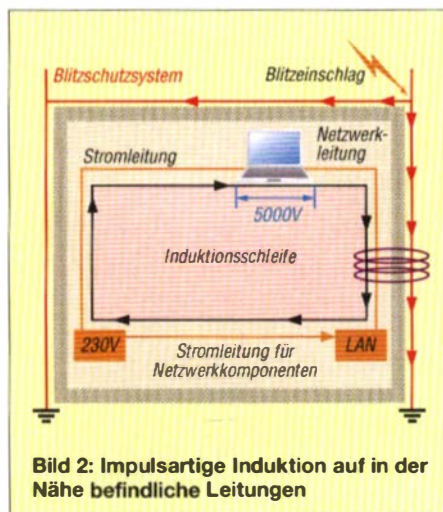 Blitzschutzsystem
Blitzeinschlag
Stromleitung
Netzwerk-
leitung
5000V
Induktionsschleife
230V
Stromleitung für
Netzwerkkomponenten
LAN
Bild 2: Impulsartige Induktion auf in der
Nähe befindliche Leitungen